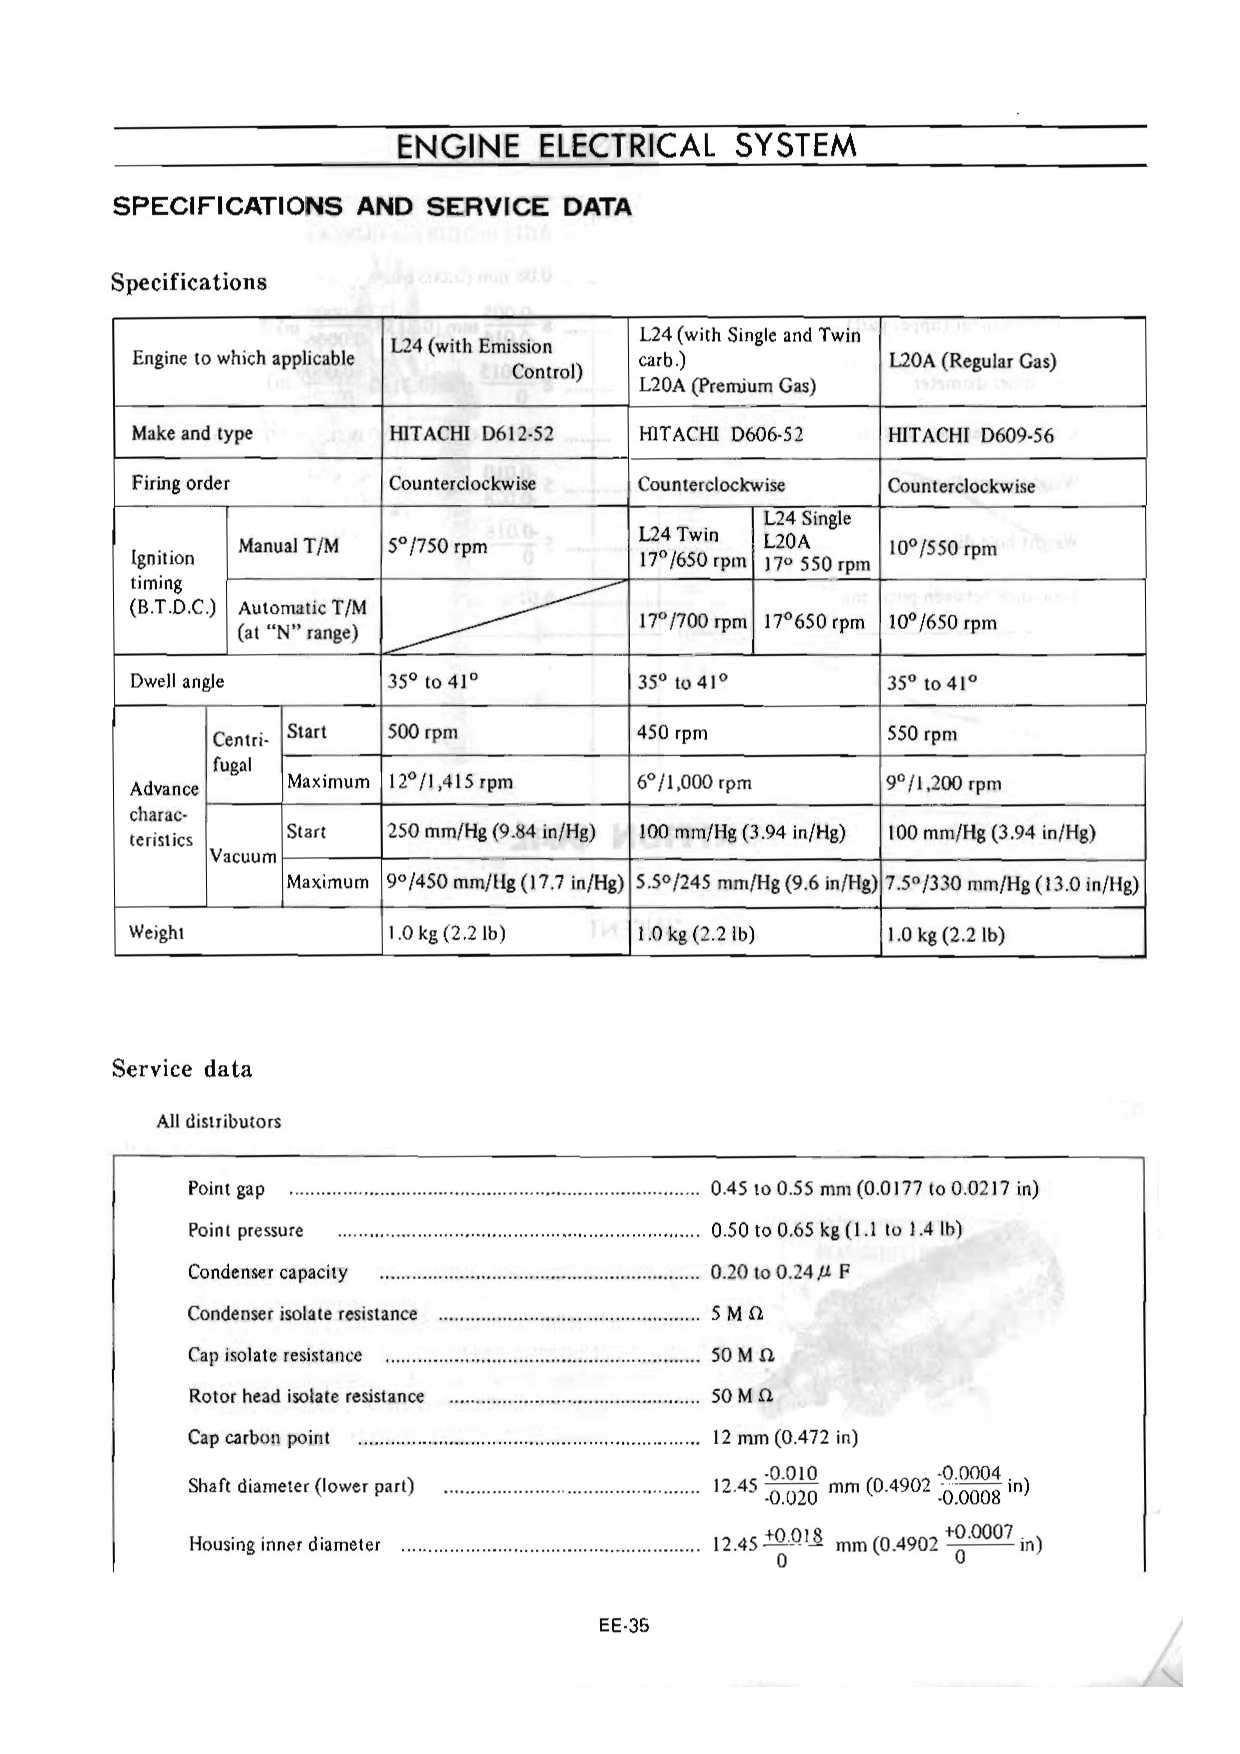 ENGINE ELECTRICAL SYSTEM
SPECIFICATIONS AND SERVICE DATA
Specifications
Engine to which applicable
L24 (with Emission
Control)
L24 (with Single and Twin
carb.)
L20A (Premium Gas)
L20A (Regular Gas)
Make and type
HITACHI D612-52
HITACHI D606-52
HITACHI D609-56
Firing order
Counterclockwise
Counterclockwise
Counterclockwise
Ignition
timing
(B.T.D.C.)
Manual T/M
5°/750 rpm
L24 Twin
17°/650 rpm
L24 Single
L20A
17° 550 rpm
10°/550 rpm
Automatic T/M
(at “N” range)
17°/700 rpm
17°650 rpm
10°/650 rpm
Dwell angle
35° to 41°
35° to 41°
35° to 41°
Advance
charac-
teristics
Centri-
fugal
Start
500 rpm
450 rpm
550 rpm
Maximum
12°/1,415 rpm
6°/1,000 rpm
9°/1,200 rpm
Vacuum
Start
250 mm/Hg (9.84 in/Hg)
100 mm/Hg (3.94 in/Hg)
100 mm/Hg (3.94 in/Hg)
Maximum
9°/450 mm/Hg (17.7 in/Hg)
5.5°/245 mm/Hg (9.6 in/Hg)
7.5°/330 mm/Hg (13.0 in/Hg)
Weight
1.0 kg (2.2 lb)
1.0 kg (2.2 lb)
1.0 kg (2.2 lb)
Service data
All distributors
Point gap ........ 0.45 to 0.55 mm (0.0177 to 0.0217 in)
Point pressure ........ 0.50 to 0.65 kg (1.1 to 1.4 lb)
Condenser capacity ........ 0.20 to 0.24 μ F
Condenser isolate resistance ........ 5 M Ω
Cap isolate resistance ........ 50 M Ω
Rotor head isolate resistance ........ 50 M Ω
Cap carbon point ........ 12 mm (0.472 in)
Shaft diameter (lower part) ........ 12.45 -0.010/-0.020 mm (0.4902 -0.0004/-0.0008 in)
Housing inner diameter ........ 12.45 +0.018/0 mm (0.4902 +0.0007/0 in)
EE-35